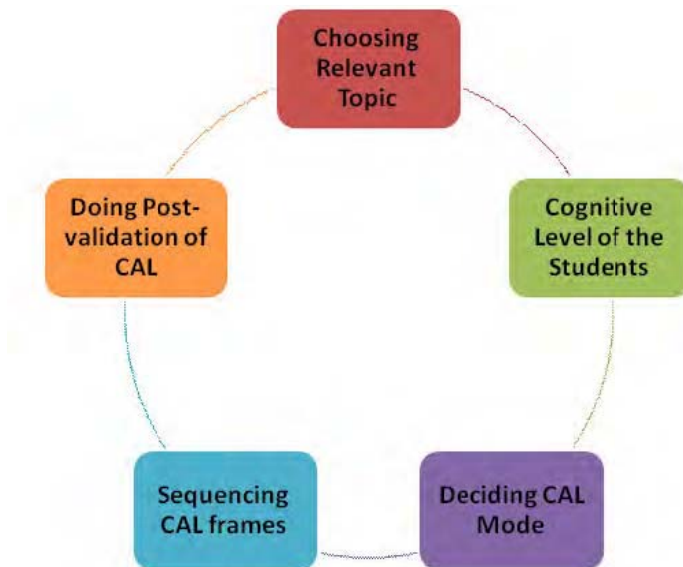 Choosing
Relevant
Topic
Cognitive
Level of the
Students
Deciding CAL
Mode
Sequencing
CAL frames
Doing Post-
validation of
CAL